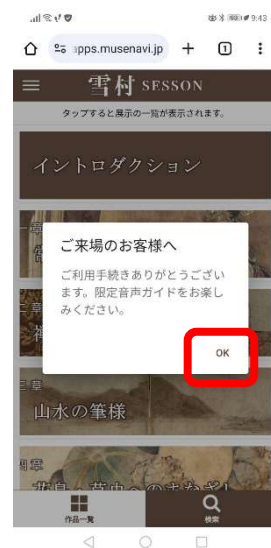 9:43
apps.musenavi.jp
1
雪村 SESSON
タップすると展示の一覧が表示されます。
イントロダクション
ご来場のお客様へ
ご利用手続きありがとうござい
ます。限定音声ガイドをお楽し
みください。
OK
山水の筆様
作品一覧
検索